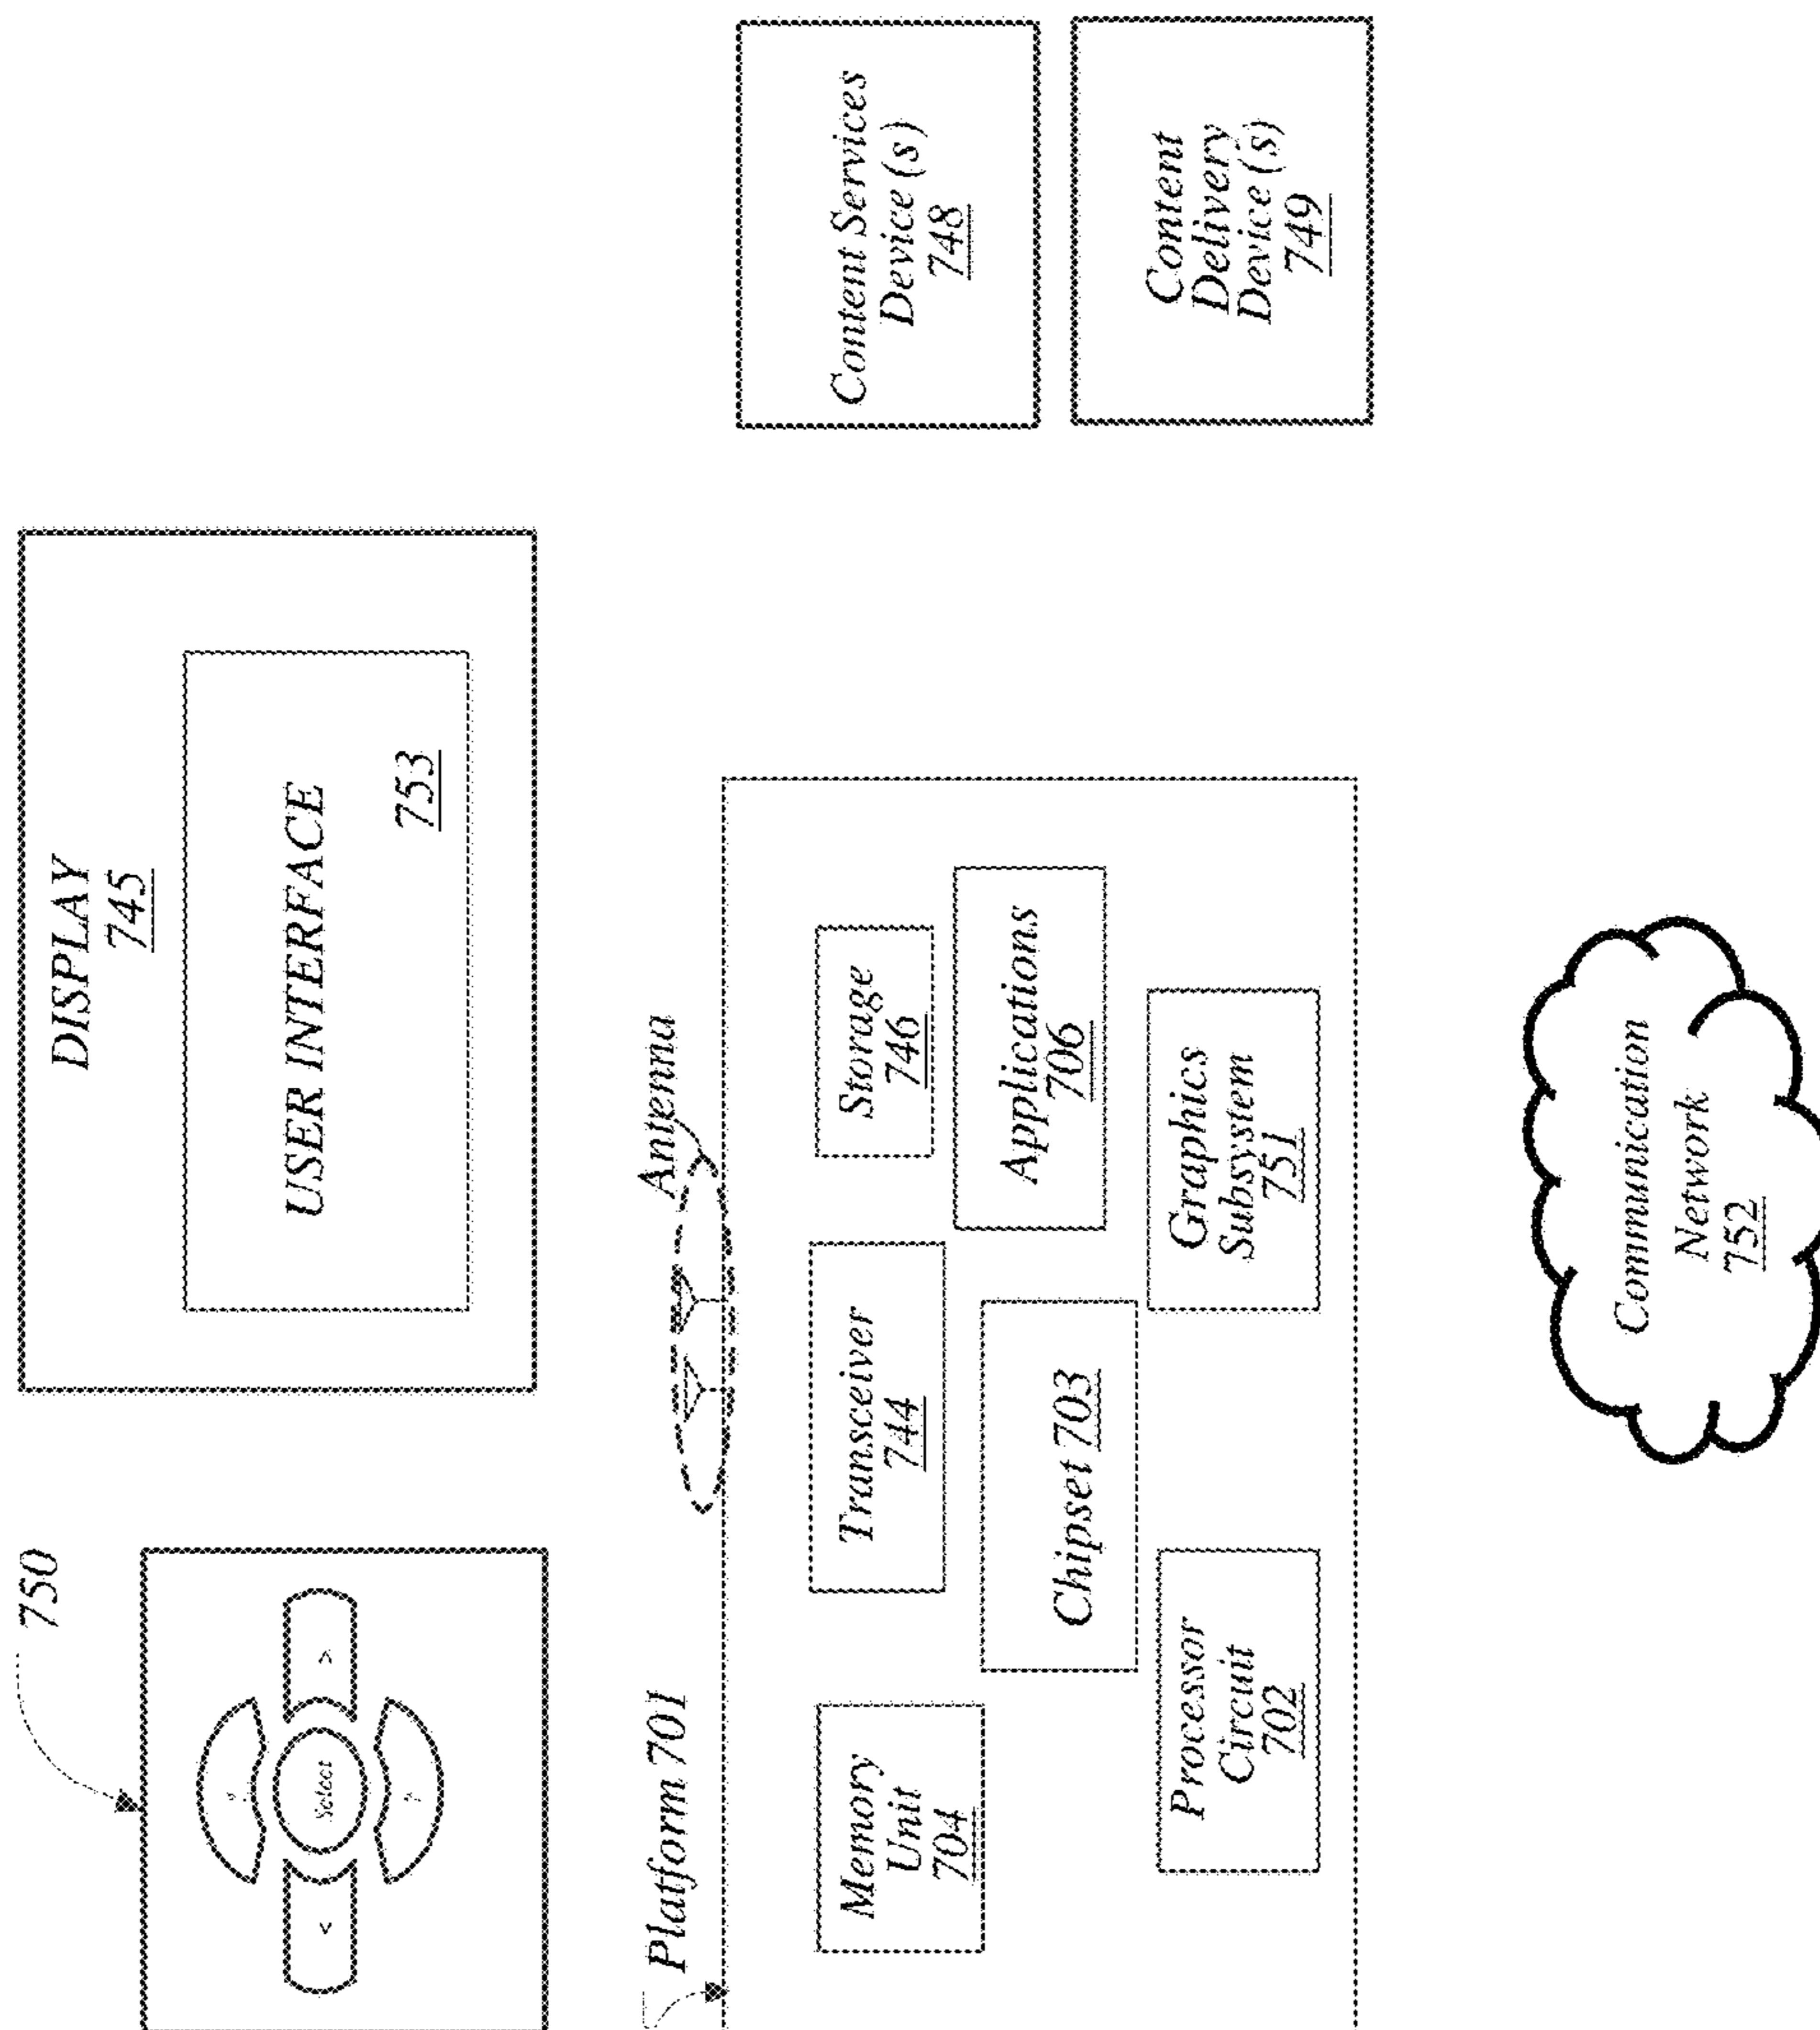 750
<
>
Select
DISPLAY
745
USER INTERFACE
753
Platform 701
Antenna
Memory
Unit
704
Transceiver
744
Storage
746
Chipset 703
Applications
706
Processor
Circuit
702
Graphics
Subsystem
751
Content Services
Device (s)
748
Content
Delivery
Device (s)
749
Communication
Network
752